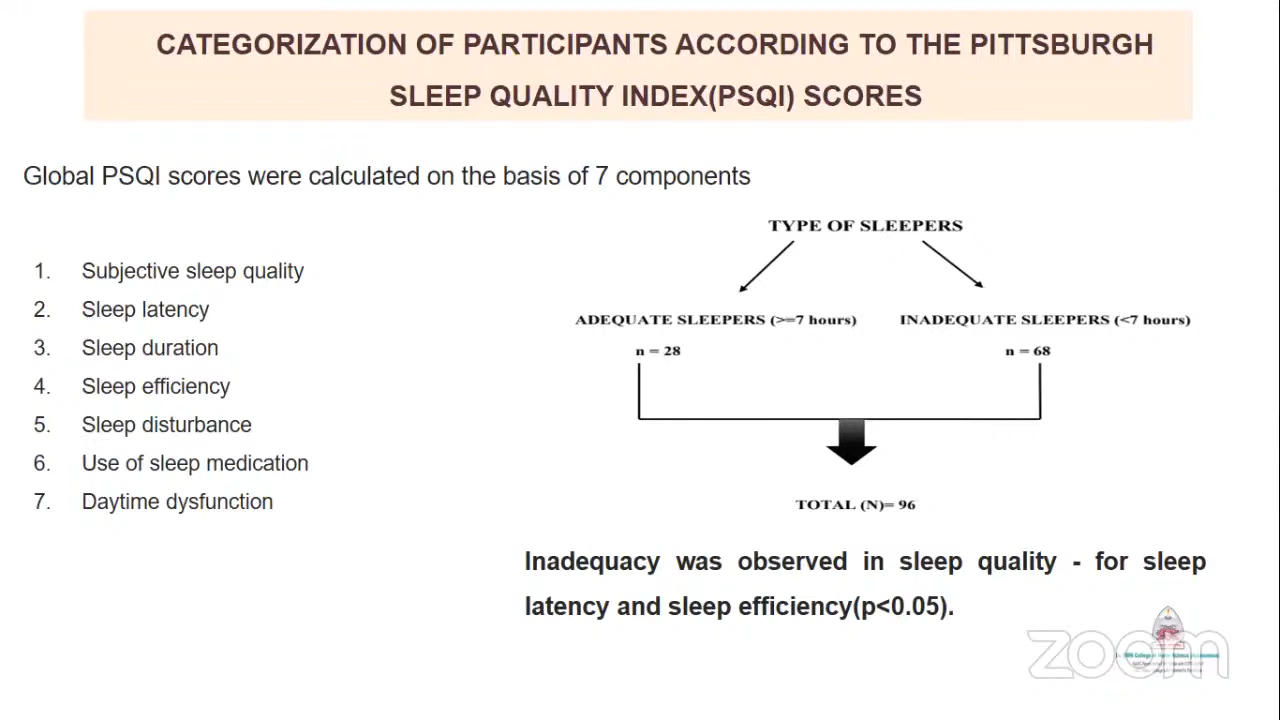 CATEGORIZATION OF PARTICIPANTS ACCORDING TO THE PITTSBURGH
SLEEP QUALITY INDEX(PSQI) SCORES
Global PSQI scores were calculated on the basis of 7 components
1. Subjective sleep quality
2. Sleep latency
3. Sleep duration
4. Sleep efficiency
5. Sleep disturbance
6. Use of sleep medication
7. Daytime dysfunction
TYPE OF SLEEPERS
ADEQUATE SLEEPERS (>=7 hours)
INADEQUATE SLEEPERS (<7 hours)
n = 28
n = 68
TOTAL (N)= 96
Inadequacy was observed in sleep quality - for sleep
latency and sleep efficiency(p<0.05).
zoom